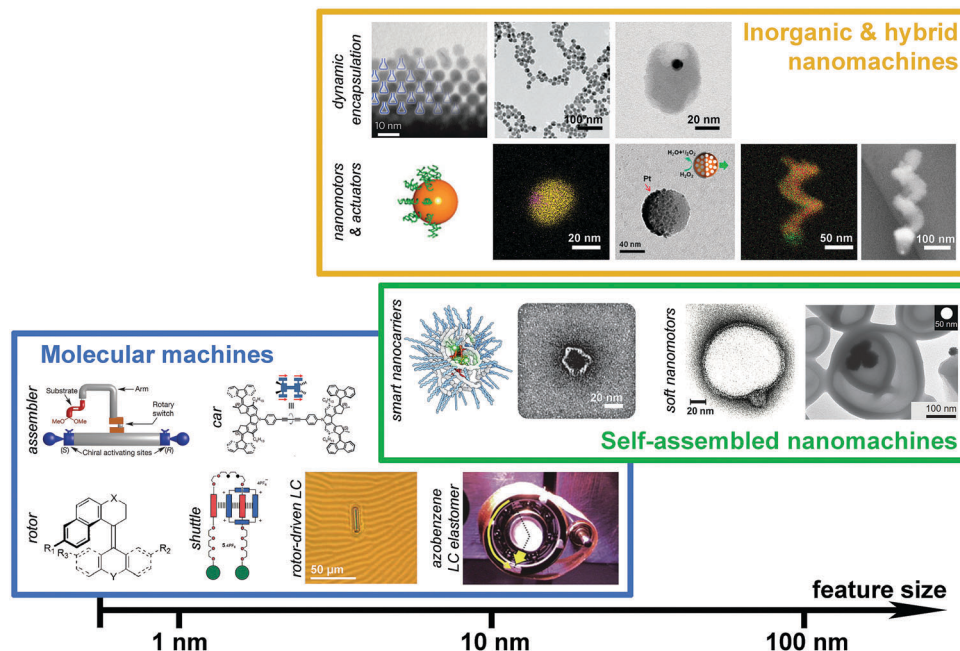 Inorganic & hybrid
nanomachines
dynamic
encapsulation
10 nm
100 nm
20 nm
nanomotors
& actuators
20 nm
Pt
H₂O+½O₂
H₂O₂
40 nm
50 nm
100 nm
smart nanocarriers
20 nm
soft nanomotors
20 nm
50 nm
100 nm
Self-assembled nanomachines
Molecular machines
assembler
Substrate
Arm
Rotary
switch
MeO
OMe
(S)
Chiral activating sites
(R)
car
rotor
X
R₁
R₃
R₂
Y
shuttle
4PF₆⁻
rotor-driven LC
50 μm
azobenzene
LC elastomer
feature size
1 nm
10 nm
100 nm